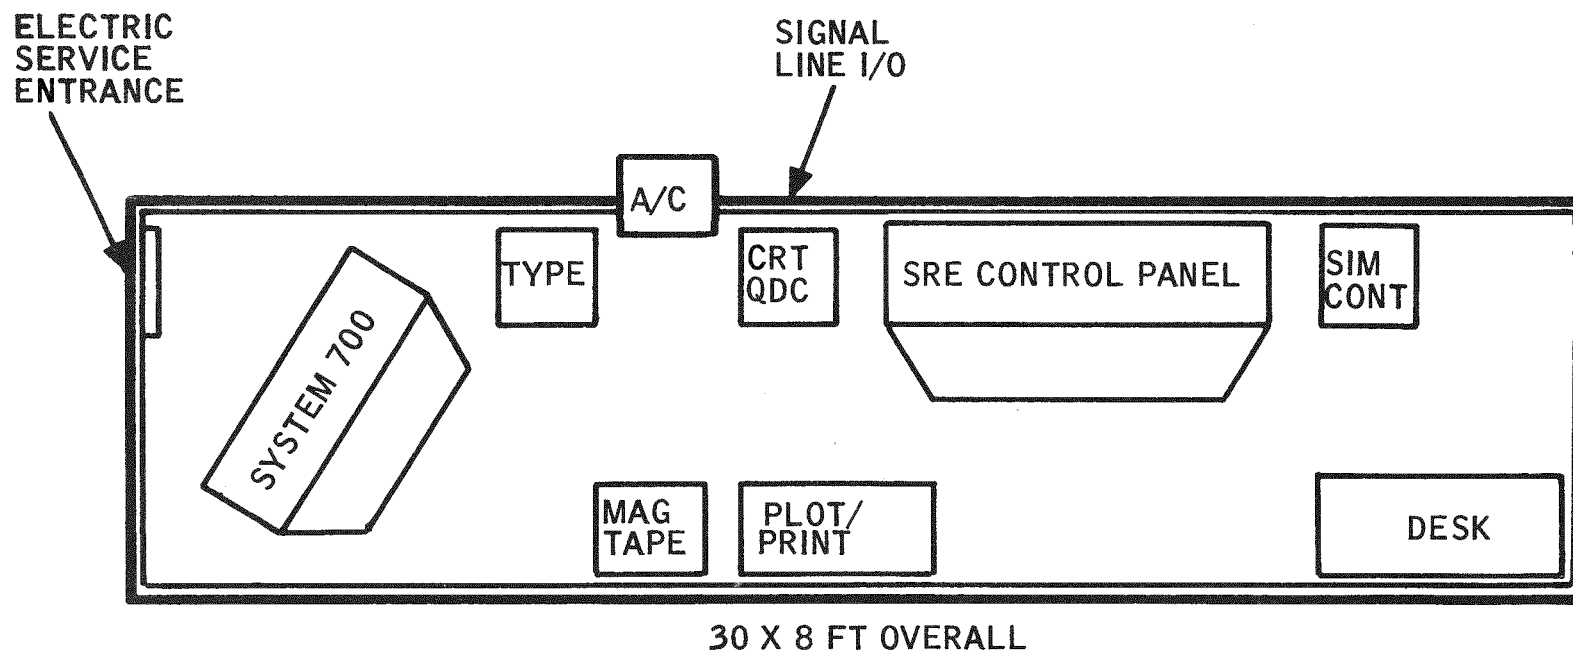 ELECTRIC
SERVICE
ENTRANCE
SIGNAL
LINE I/O
A/C
TYPE
CRT
QDC
SRE CONTROL PANEL
SIM
CONT
SYSTEM 700
MAG
TAPE
PLOT/
PRINT
DESK
30 X 8 FT OVERALL